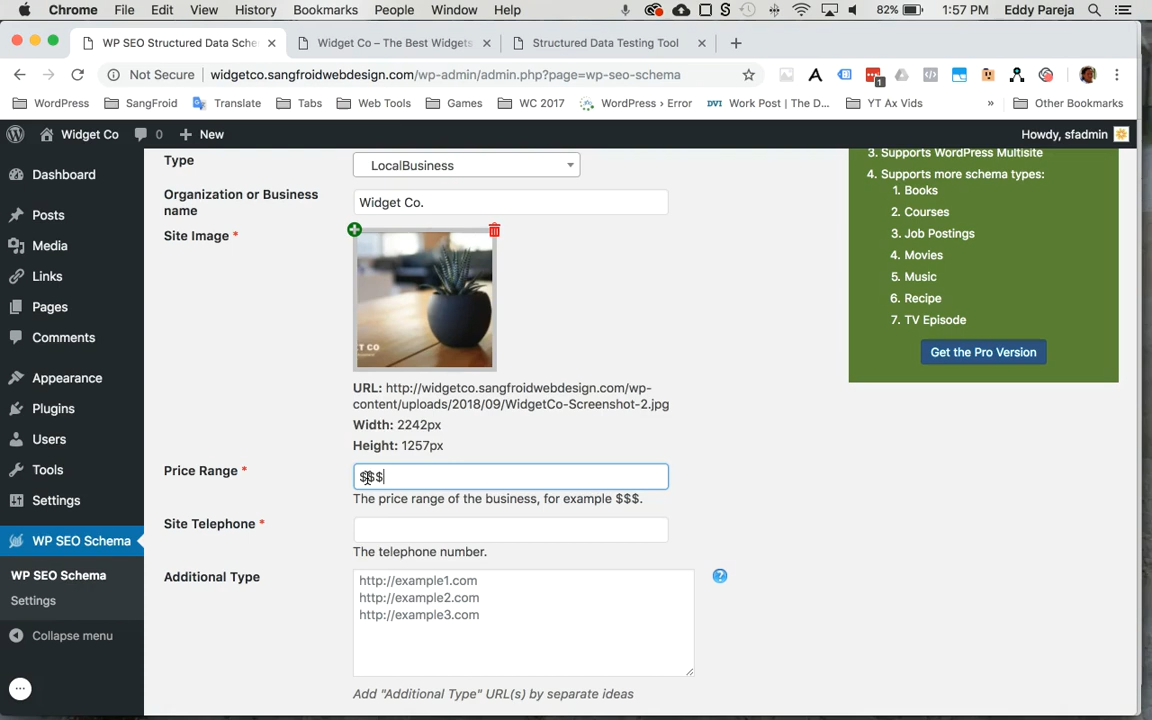 Chrome File Edit View History Bookmarks People Window Help 82% 1:57 PM Eddy Pareja
WP SEO Structured Data Sche
Widget Co – The Best Widgets
Structured Data Testing Tool
Not Secure widgetco.sangfroidwebdesign.com/wp-admin/admin.php?page=wp-seo-schema
1
WordPress SangFroid Translate Tabs Web Tools Games WC 2017 WordPress › Error DVI Work Post | The D... YT Ax Vids » Other Bookmarks
Widget Co 0 New Howdy, sfadmin
Dashboard
Posts
Media
Links
Pages
Comments
Appearance
Plugins
Users
Tools
Settings
WP SEO Schema
WP SEO Schema
Settings
Collapse menu
Type
LocalBusiness
Organization or Business
name
Widget Co.
Site Image *
ET CO
URL: http://widgetco.sangfroidwebdesign.com/wp-
content/uploads/2018/09/WidgetCo-Screenshot-2.jpg
Width: 2242px
Height: 1257px
Price Range *
$$$
The price range of the business, for example $$$.
Site Telephone *
The telephone number.
Additional Type
http://example1.com
http://example2.com
http://example3.com
Add "Additional Type" URL(s) by separate ideas
3. Supports WordPress Multisite
4. Supports more schema types:
1. Books
2. Courses
3. Job Postings
4. Movies
5. Music
6. Recipe
7. TV Episode
Get the Pro Version